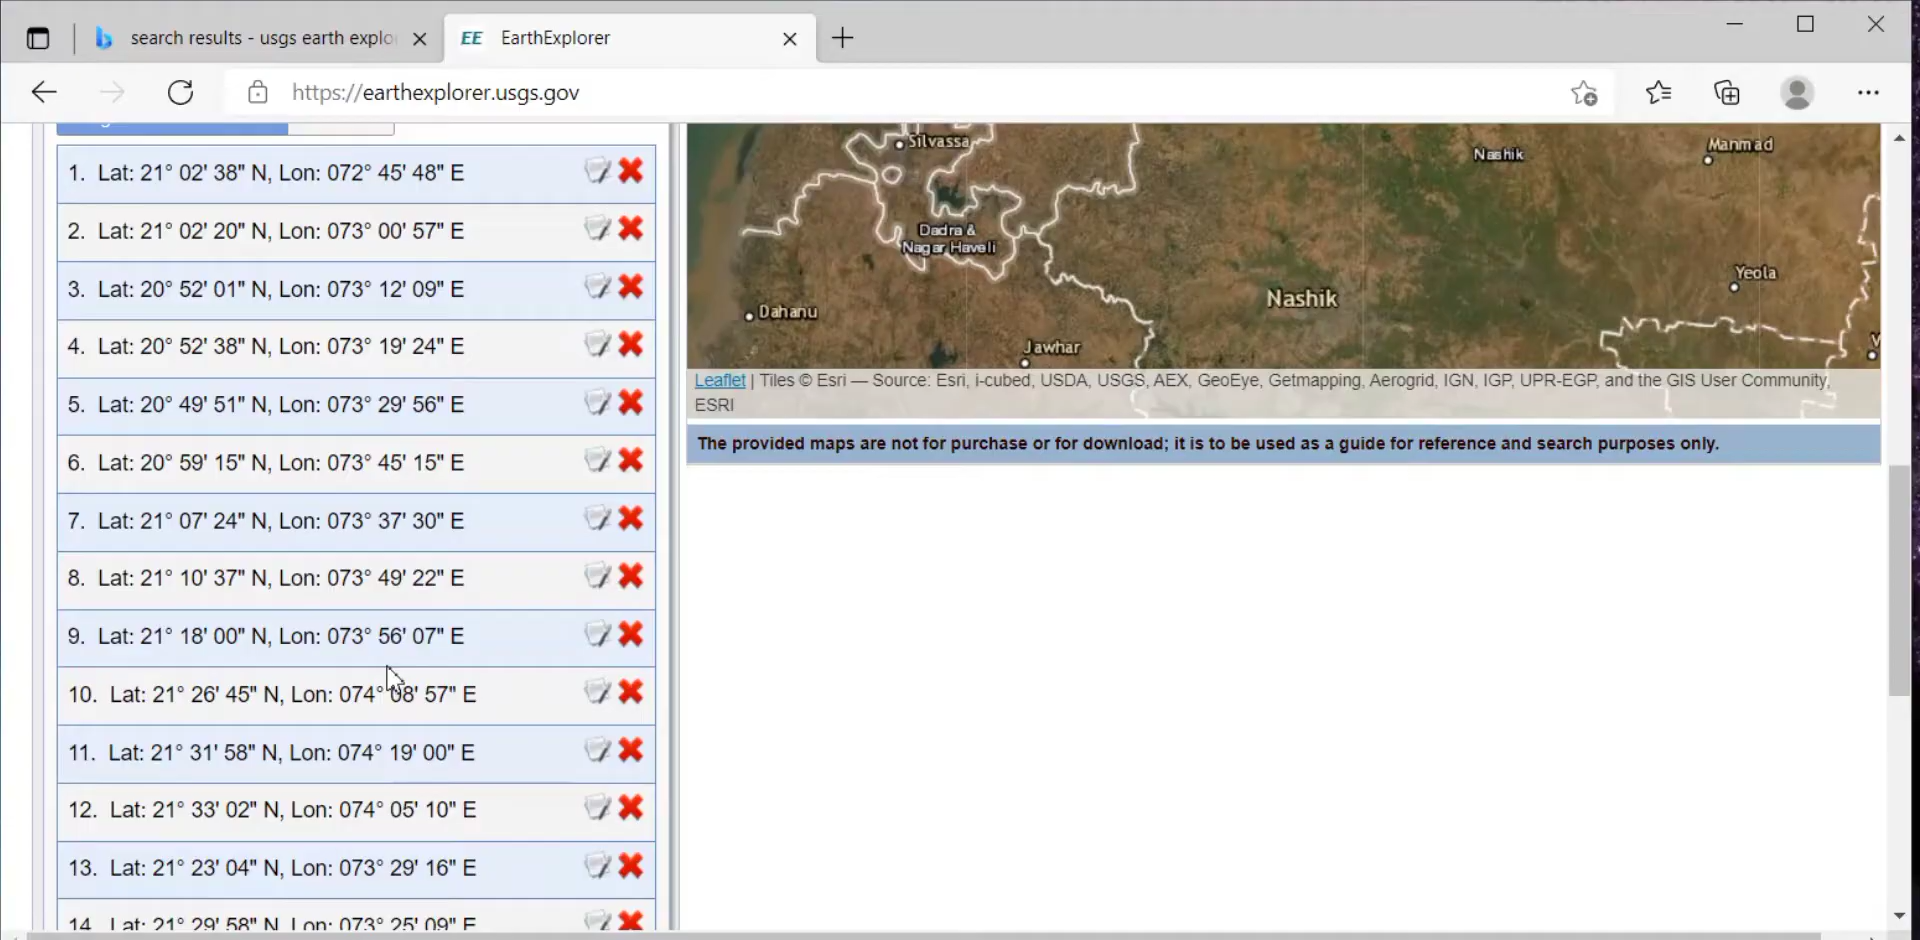 search results - usgs earth explo
EE EarthExplorer
https://earthexplorer.usgs.gov
1. Lat: 21° 02' 38" N, Lon: 072° 45' 48" E
2. Lat: 21° 02' 20" N, Lon: 073° 00' 57" E
3. Lat: 20° 52' 01" N, Lon: 073° 12' 09" E
4. Lat: 20° 52' 38" N, Lon: 073° 19' 24" E
5. Lat: 20° 49' 51" N, Lon: 073° 29' 56" E
6. Lat: 20° 59' 15" N, Lon: 073° 45' 15" E
7. Lat: 21° 07' 24" N, Lon: 073° 37' 30" E
8. Lat: 21° 10' 37" N, Lon: 073° 49' 22" E
9. Lat: 21° 18' 00" N, Lon: 073° 56' 07" E
10. Lat: 21° 26' 45" N, Lon: 074° 08' 57" E
11. Lat: 21° 31' 58" N, Lon: 074° 19' 00" E
12. Lat: 21° 33' 02" N, Lon: 074° 05' 10" E
13. Lat: 21° 23' 04" N, Lon: 073° 29' 16" E
14. Lat: 21° 29' 58" N, Lon: 073° 25' 09" E
Silvassa
Nashik
Manmad
Dadra &
Nagar Haveli
Yeola
Nashik
Dahanu
Jawhar
V
Leaflet | Tiles © Esri — Source: Esri, i-cubed, USDA, USGS, AEX, GeoEye, Getmapping, Aerogrid, IGN, IGP, UPR-EGP, and the GIS User Community,
ESRI
The provided maps are not for purchase or for download; it is to be used as a guide for reference and search purposes only.